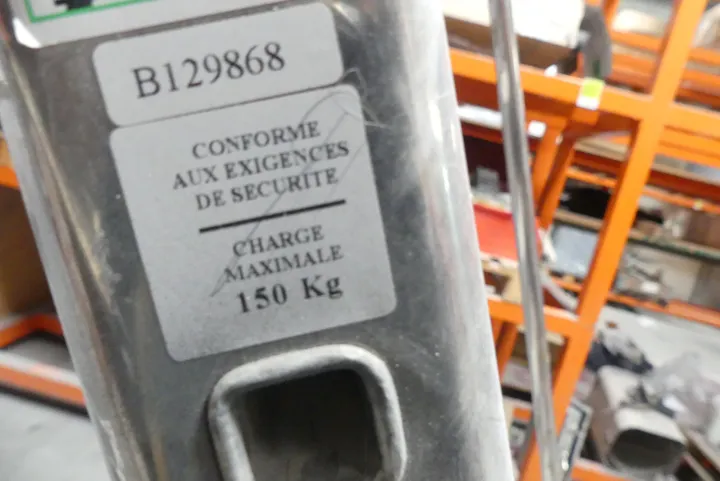 B129868
CONFORME
AUX EXIGENCES
DE SECURITE
CHARGE
MAXIMALE
150 Kg